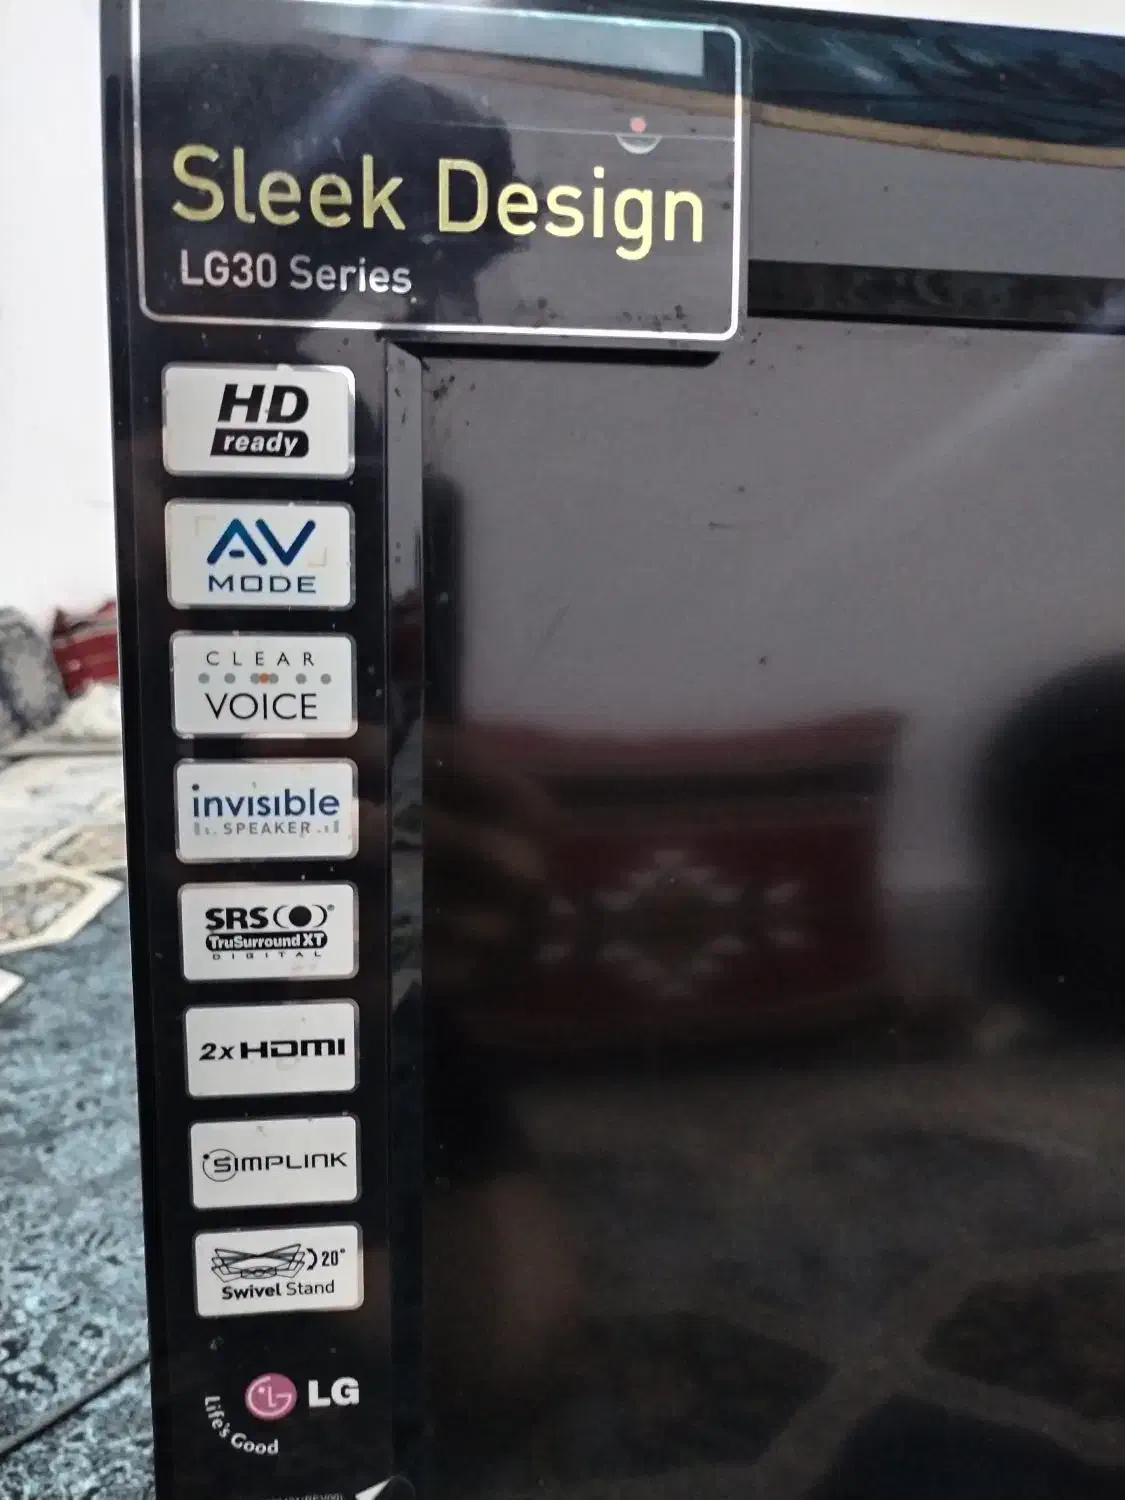 Sleek Design
LG30 Series
HD
ready
AV
MODE
CLEAR
VOICE
invisible
SPEAKER
SRS®
TruSurround XT
DIGITAL
2x HDMI
SIMPLINK
20°
Swivel Stand
LG
Life's Good